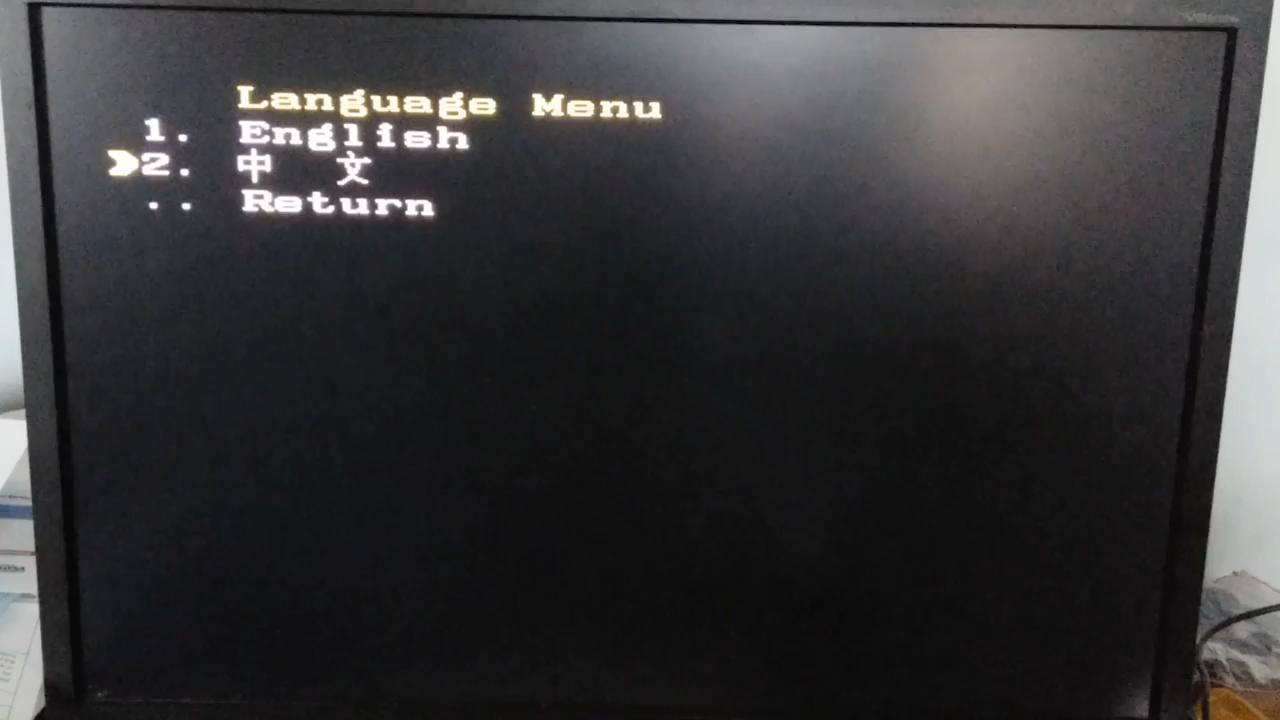 Language Menu
1. English
2. 中 文
.. Return